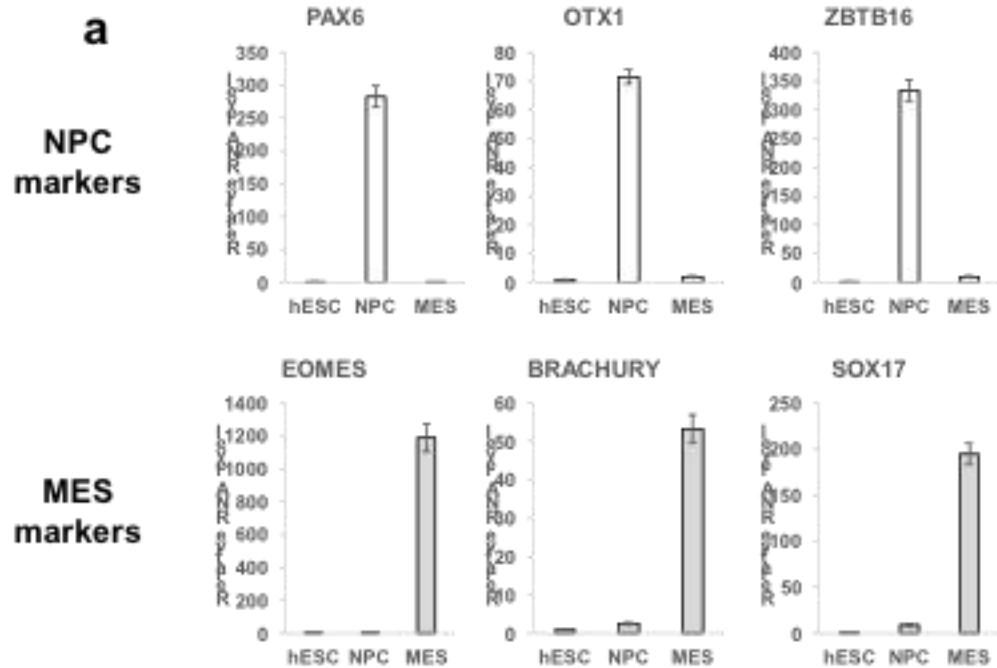 a
NPC
markers
PAX6
350
300
250
200
150
100
50
0
hESC NPC MES
OTX1
80
70
60
50
40
30
20
10
0
hESC NPC MES
ZBTB16
400
350
300
250
200
150
100
50
0
hESC NPC MES
MES
markers
EOMES
1400
1200
1000
800
600
400
200
0
hESC NPC MES
BRACHURY
60
50
40
30
20
10
0
hESC NPC MES
SOX17
250
200
150
100
50
0
hESC NPC MES